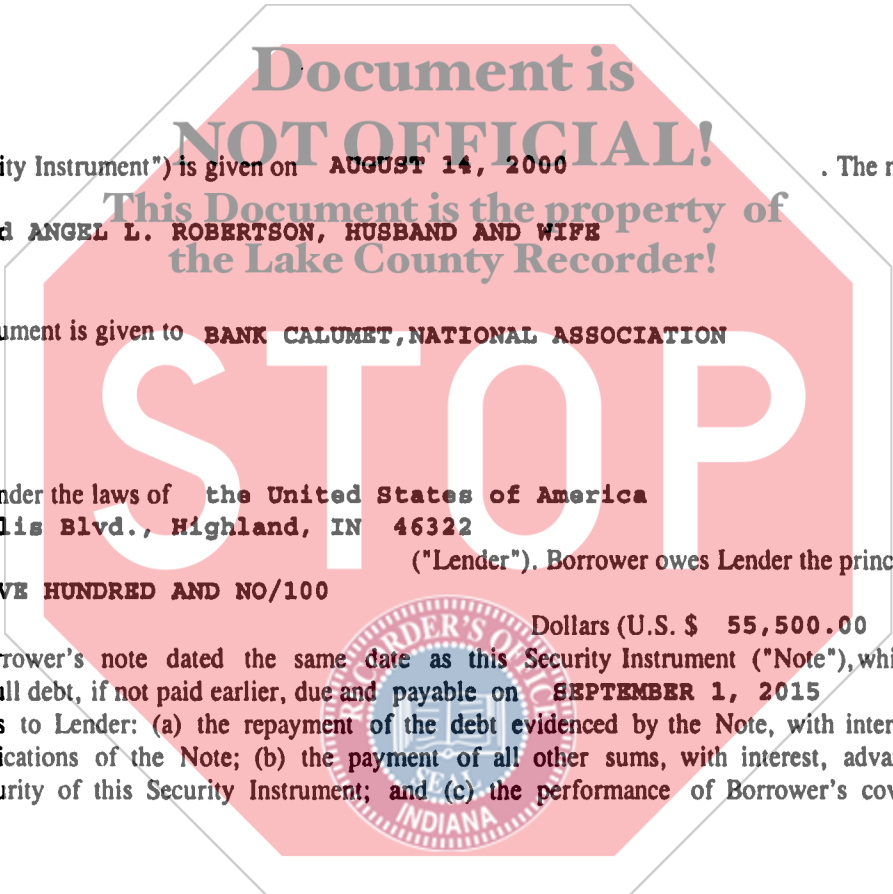 Document is
NOT OFFICIAL!
ity Instrument") is given on AUGUST 14, 2000 . The
This Document is the property of
ANGEL L. ROBERTSON, HUSBAND AND WIFE
the Lake County Recorder!
ument is given to BANK CALUMET,NATIONAL ASSOCIATION
STOP
nder the laws of the United States of America
lis Blvd., Highland, IN 46322
("Lender"). Borrower owes Lender the princ
VE HUNDRED AND NO/100
Dollars (U.S. $ 55,500.00
rrower's note dated the same date as this Security Instrument ("Note"),whi
ull debt, if not paid earlier, due and payable on SEPTEMBER 1, 2015
s to Lender: (a) the repayment of the debt evidenced by the Note, with inter
ications of the Note; (b) the payment of all other sums, with interest, adva
urity of this Security Instrument; and (c) the performance of Borrower's cov
RECORDER'S OFFICE
SEAL
INDIANA